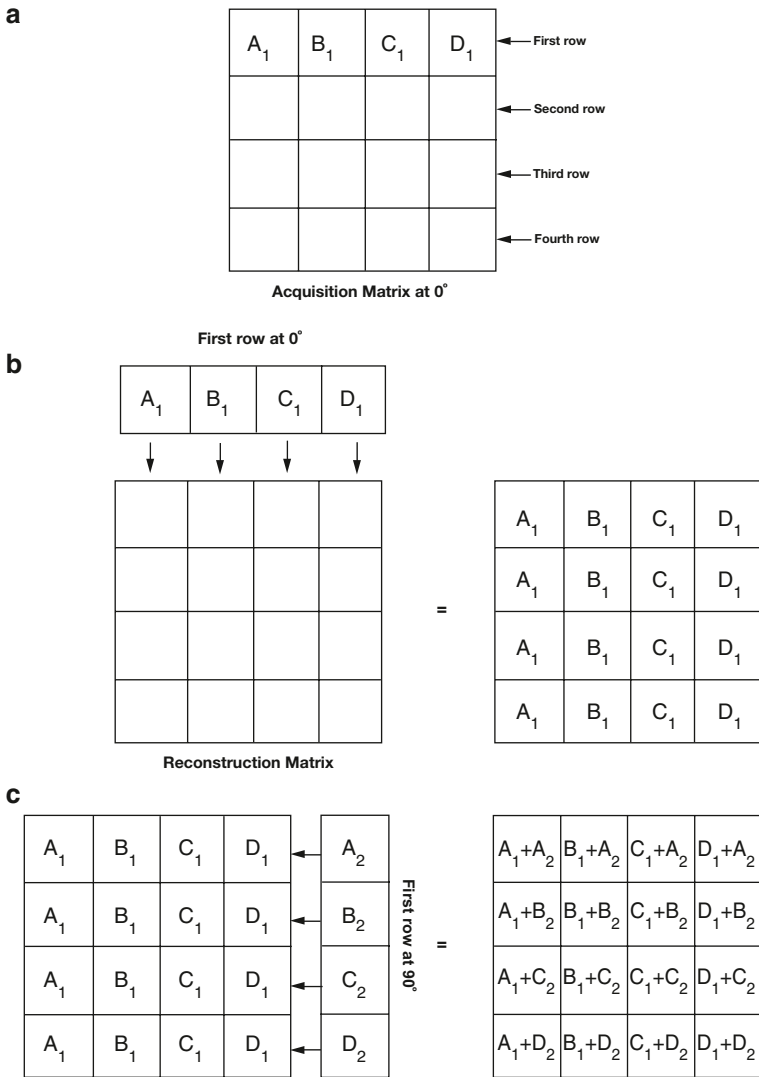 a
A₁ B₁ C₁ D₁
First row
Second row
Third row
Fourth row
Acquisition Matrix at 0°
First row at 0°
b
A₁ B₁ C₁ D₁
A₁ B₁ C₁ D₁
A₁ B₁ C₁ D₁
=
A₁ B₁ C₁ D₁
A₁ B₁ C₁ D₁
Reconstruction Matrix
c
A₁ B₁ C₁ D₁ A₂
A₁ B₁ C₁ D₁ B₂
A₁ B₁ C₁ D₁ C₂
A₁ B₁ C₁ D₁ D₂
First row at 90°
=
A₁+A₂ B₁+A₂ C₁+A₂ D₁+A₂
A₁+B₂ B₁+B₂ C₁+B₂ D₁+B₂
A₁+C₂ B₁+C₂ C₁+C₂ D₁+C₂
A₁+D₂ B₁+D₂ C₁+D₂ D₁+D₂